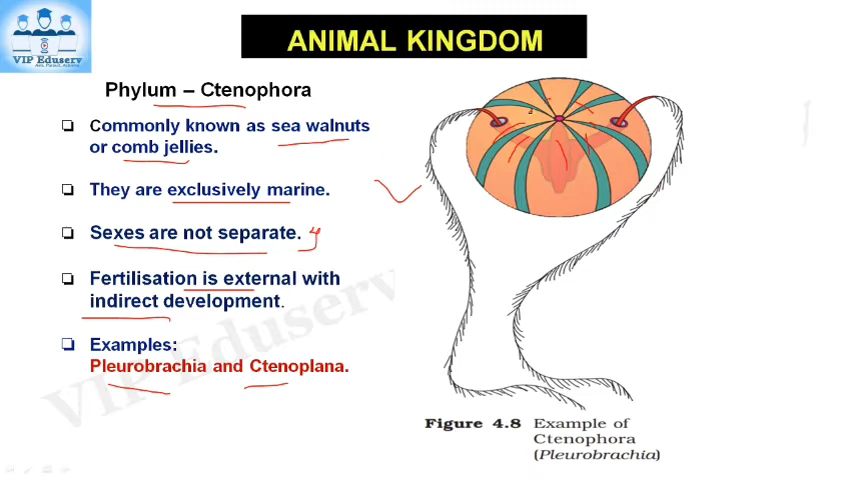 VIP Eduserv
ANIMAL KINGDOM
Phylum – Ctenophora
Commonly known as sea walnuts
or comb jellies.
They are exclusively marine.
Sexes are not separate.
Fertilisation is external with
indirect development.
Examples:
Pleurobrachia and Ctenoplana.
VIP Eduserv
Figure 4.8 Example of
Ctenophora
(Pleurobrachia)